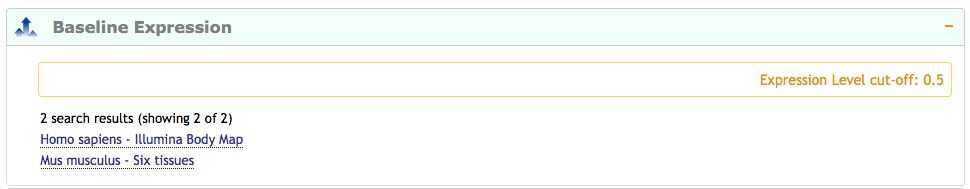 Baseline Expression
Expression Level cut-off: 0.5
2 search results (showing 2 of 2)
Homo sapiens - Illumina Body Map
Mus musculus - Six tissues